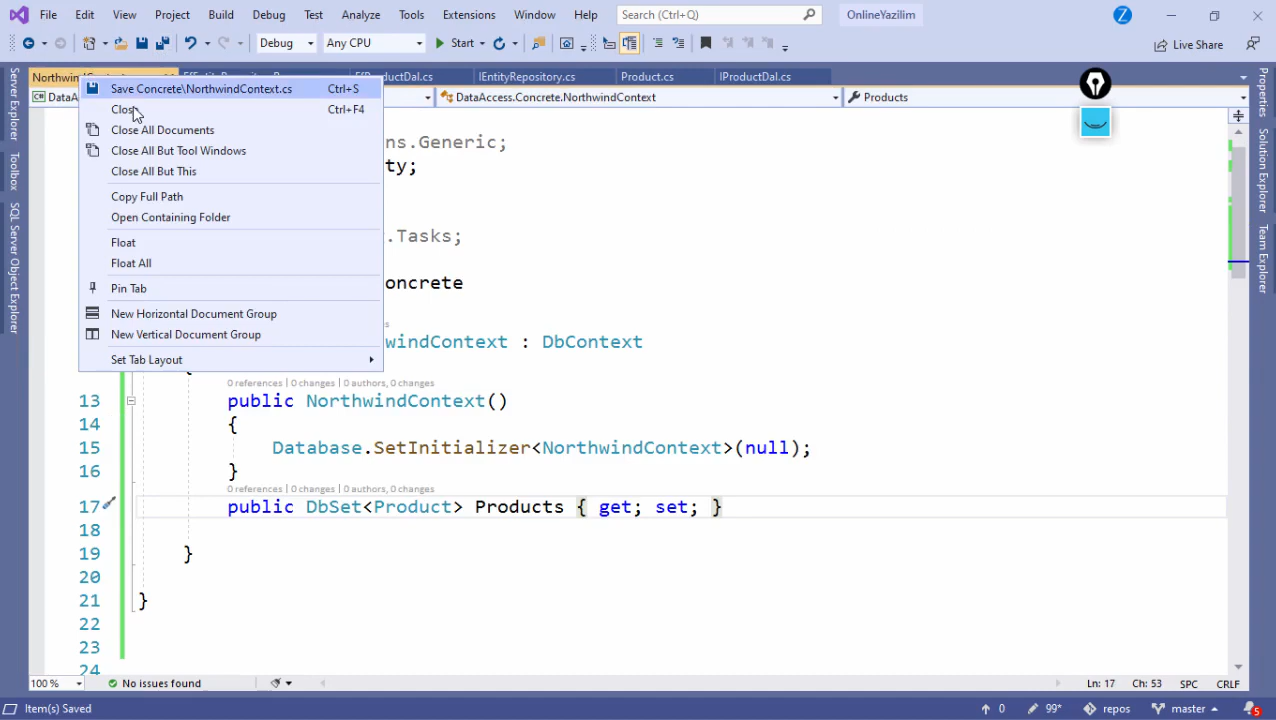 File Edit View Project Build Debug Test Analyze Tools Extensions Window Help Search (Ctrl+Q) OnlineYazilim
Debug Any CPU Start Live Share
EfProductDal.cs IEntityRepository.cs Product.cs IProductDal.cs
DataAccess.Concrete.NorthwindContext Products
Save Concrete\NorthwindContext.cs Ctrl+S
Close Ctrl+F4
Close All Documents
Close All But Tool Windows
Close All But This
Copy Full Path
Open Containing Folder
Float
Float All
Pin Tab
New Horizontal Document Group
New Vertical Document Group
Set Tab Layout
Server Explorer
Toolbox
SQL Server Object Explorer
Properties
Solution Explorer
Team Explorer
ns.Generic;
ty;
.Tasks;
oncrete
windContext : DbContext
0 references | 0 changes | 0 authors, 0 changes
13 public NorthwindContext()
14 {
15 Database.SetInitializer<NorthwindContext>(null);
16 }
0 references | 0 changes | 0 authors, 0 changes
17 public DbSet<Product> Products { get; set; }
18
19 }
20
21 }
22
23
24
100 % No issues found Ln: 17 Ch: 53 SPC CRLF
Item(s) Saved 0 99* repos master 5